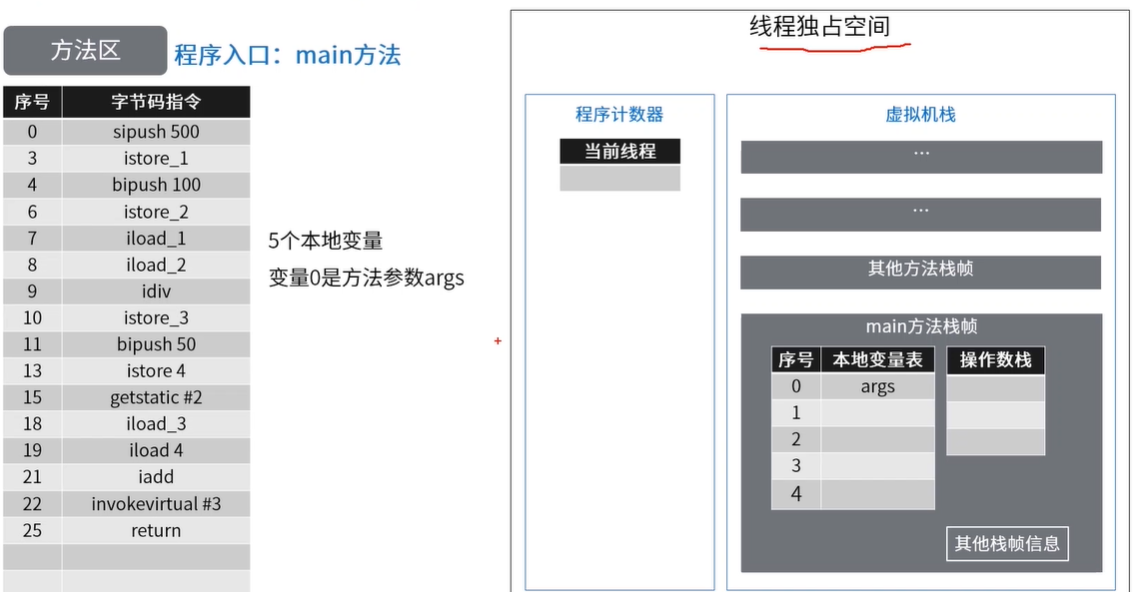 方法区
程序入口：main方法
序号 字节码指令
0 sipush 500
3 istore_1
4 bipush 100
6 istore_2
7 iload_1
8 iload_2
9 idiv
10 istore_3
11 bipush 50
13 istore 4
15 getstatic #2
18 iload_3
19 iload 4
21 iadd
22 invokevirtual #3
25 return
5个本地变量
变量0是方法参数args
线程独占空间
程序计数器
当前线程
虚拟机栈
...
...
其他方法栈帧
main方法栈帧
序号 本地变量表 操作数栈
0 args
1
2
3
4
其他栈帧信息